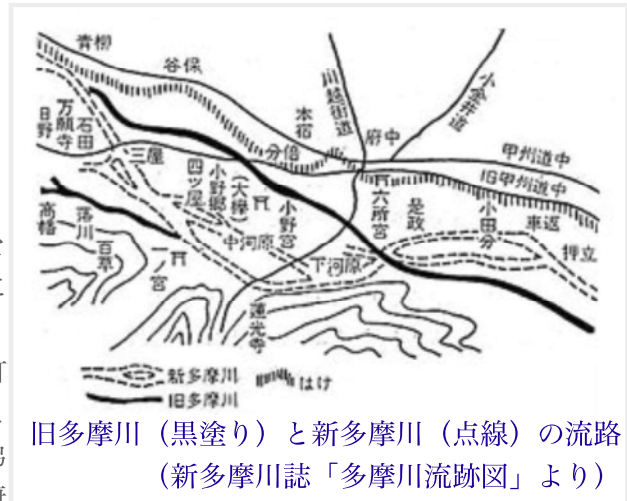 青柳
谷保
川越街道
小金井道
本宿
府中
甲州道中
旧甲州道中
分倍
日野
万願寺
石田
三屋
四ツ屋
小野郷
(大欅)
小野宮
六所宮
是政
小田分
車返
押立
高幡
落川
百草
一ノ宮
中河原
下河原
蓮光寺
新多摩川
はけ
旧多摩川
旧多摩川（黒塗り）と新多摩川（点線）の流路
（新多摩川誌「多摩川流跡図」より）